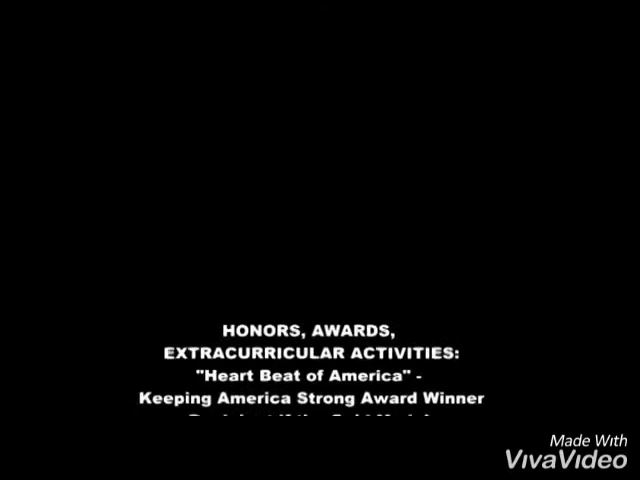 HONORS, AWARDS,
EXTRACURRICULAR ACTIVITIES:
"Heart Beat of America" -
Keeping America Strong Award Winner
Made With
VivaVideo